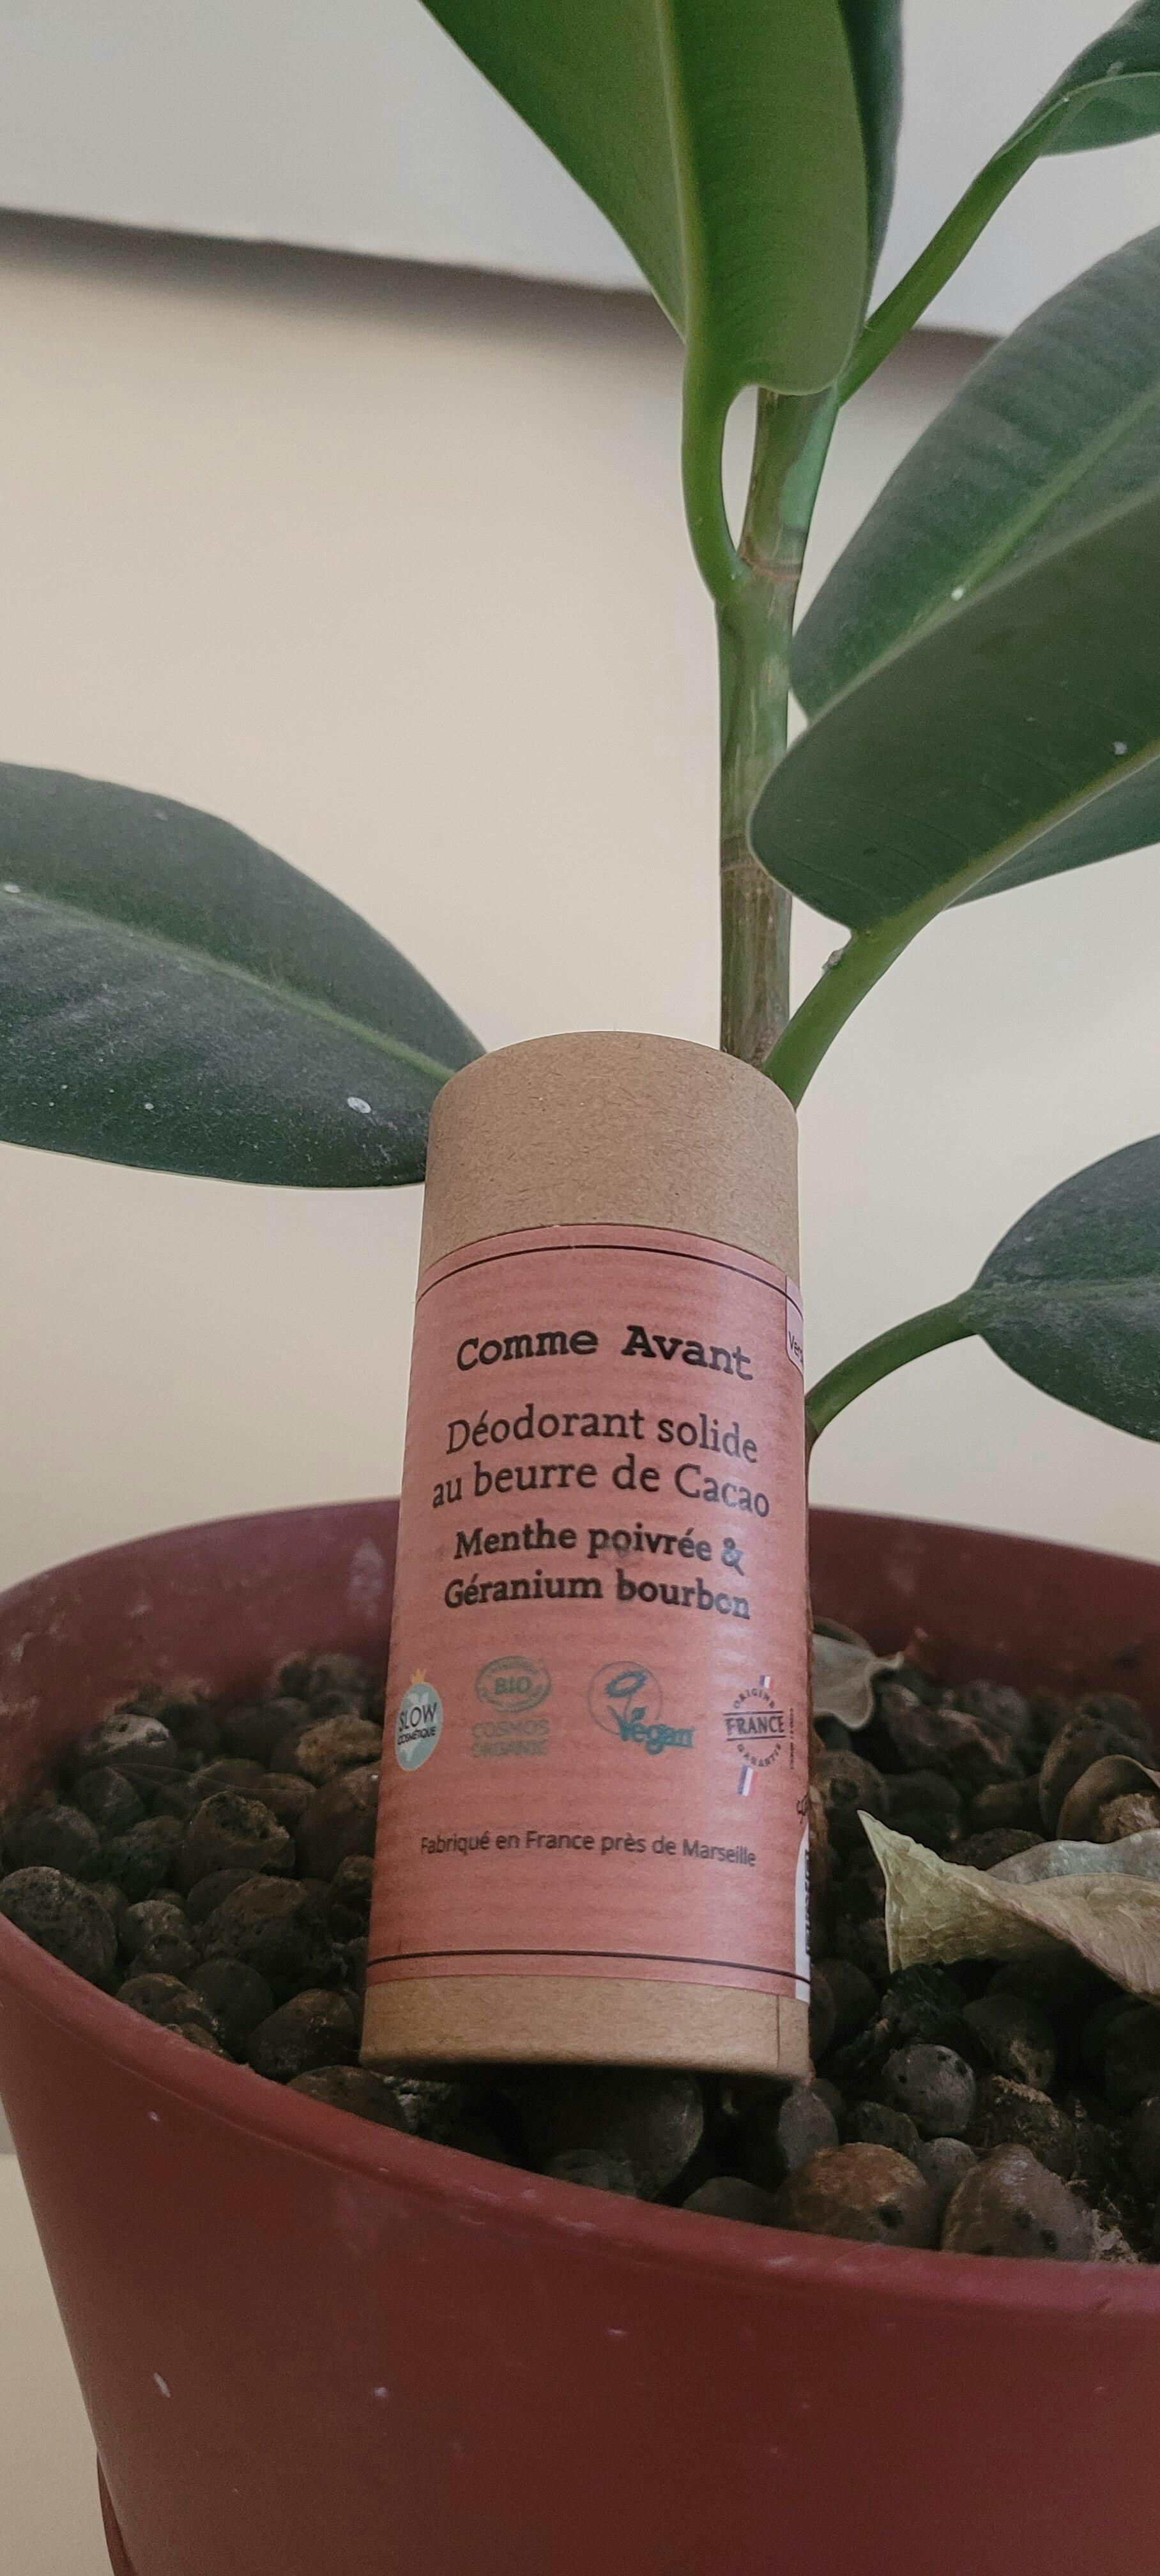 Comme Avant
Déodorant solide
au beurre de Cacao
Menthe poivrée &
Géranium bourbon
SLOW
COSMÉTIQUE
BIO
COSMOS
ORGANIC
Vegan
ORIGINE
FRANCE
GARANTIE
Fabriqué en France près de Marseille